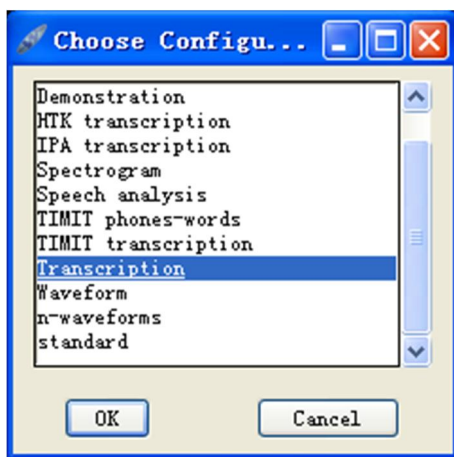 Choose Configu...
Demonstration
HTK transcription
IPA transcription
Spectrogram
Speech analysis
TIMIT phones-words
TIMIT transcription
Transcription
Waveform
n-waveforms
standard
OK Cancel